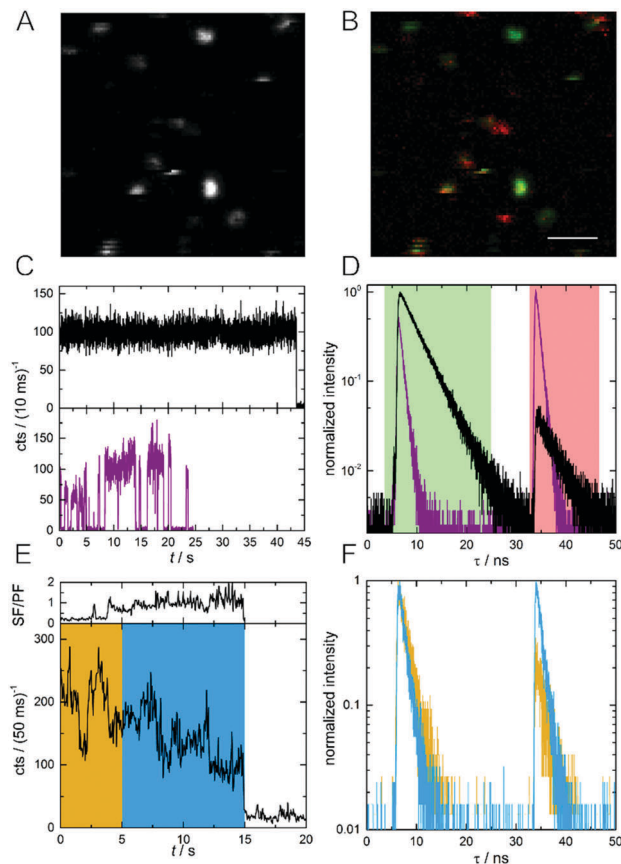 A
B
C
D
150
100
50
0
150
100
50
0
cts / (10 ms)⁻¹
0 5 10 15 20 25 30 35 40 45
t / s
10⁰
10⁻¹
10⁻²
normalized intensity
0 10 20 30 40 50
τ / ns
E
F
2
1
0
SF/PF
300
200
100
0
cts / (50 ms)⁻¹
0 5 10 15 20
t / s
1
0.1
0.01
normalized intensity
0 10 20 30 40 50
τ / ns